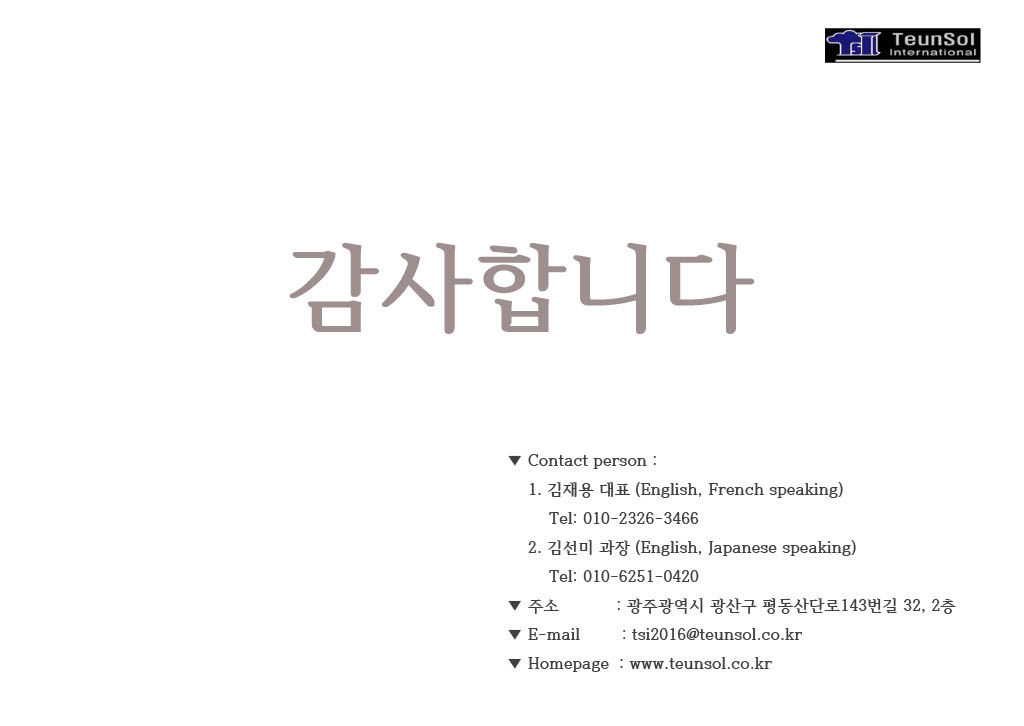 TSI TeunSol
International
감사합니다
▼ Contact person :
1. 김재용 대표 (English, French speaking)
Tel: 010-2326-3466
2. 김선미 과장 (English, Japanese speaking)
Tel: 010-6251-0420
▼ 주소 : 광주광역시 광산구 평동산단로143번길 32, 2층
▼ E-mail : tsi2016@teunsol.co.kr
▼ Homepage : www.teunsol.co.kr